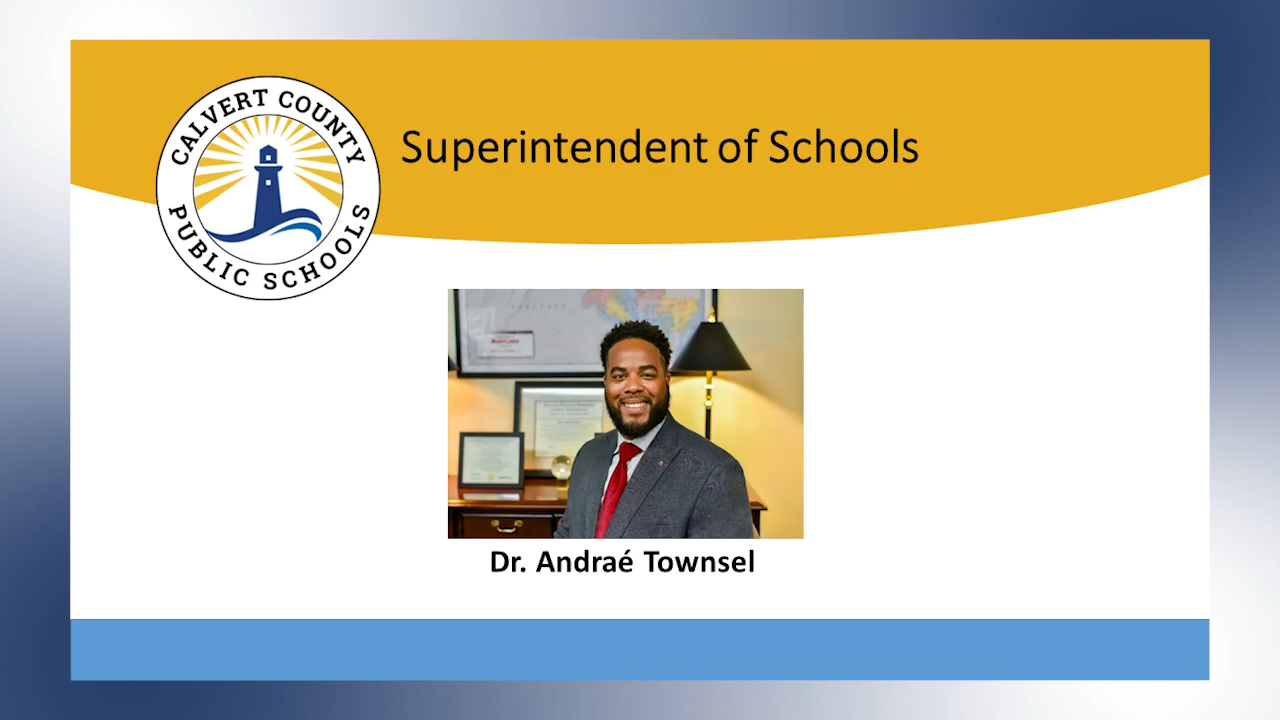 CALVERT COUNTY
PUBLIC SCHOOLS
Superintendent of Schools
Dr. Andraé Townsel